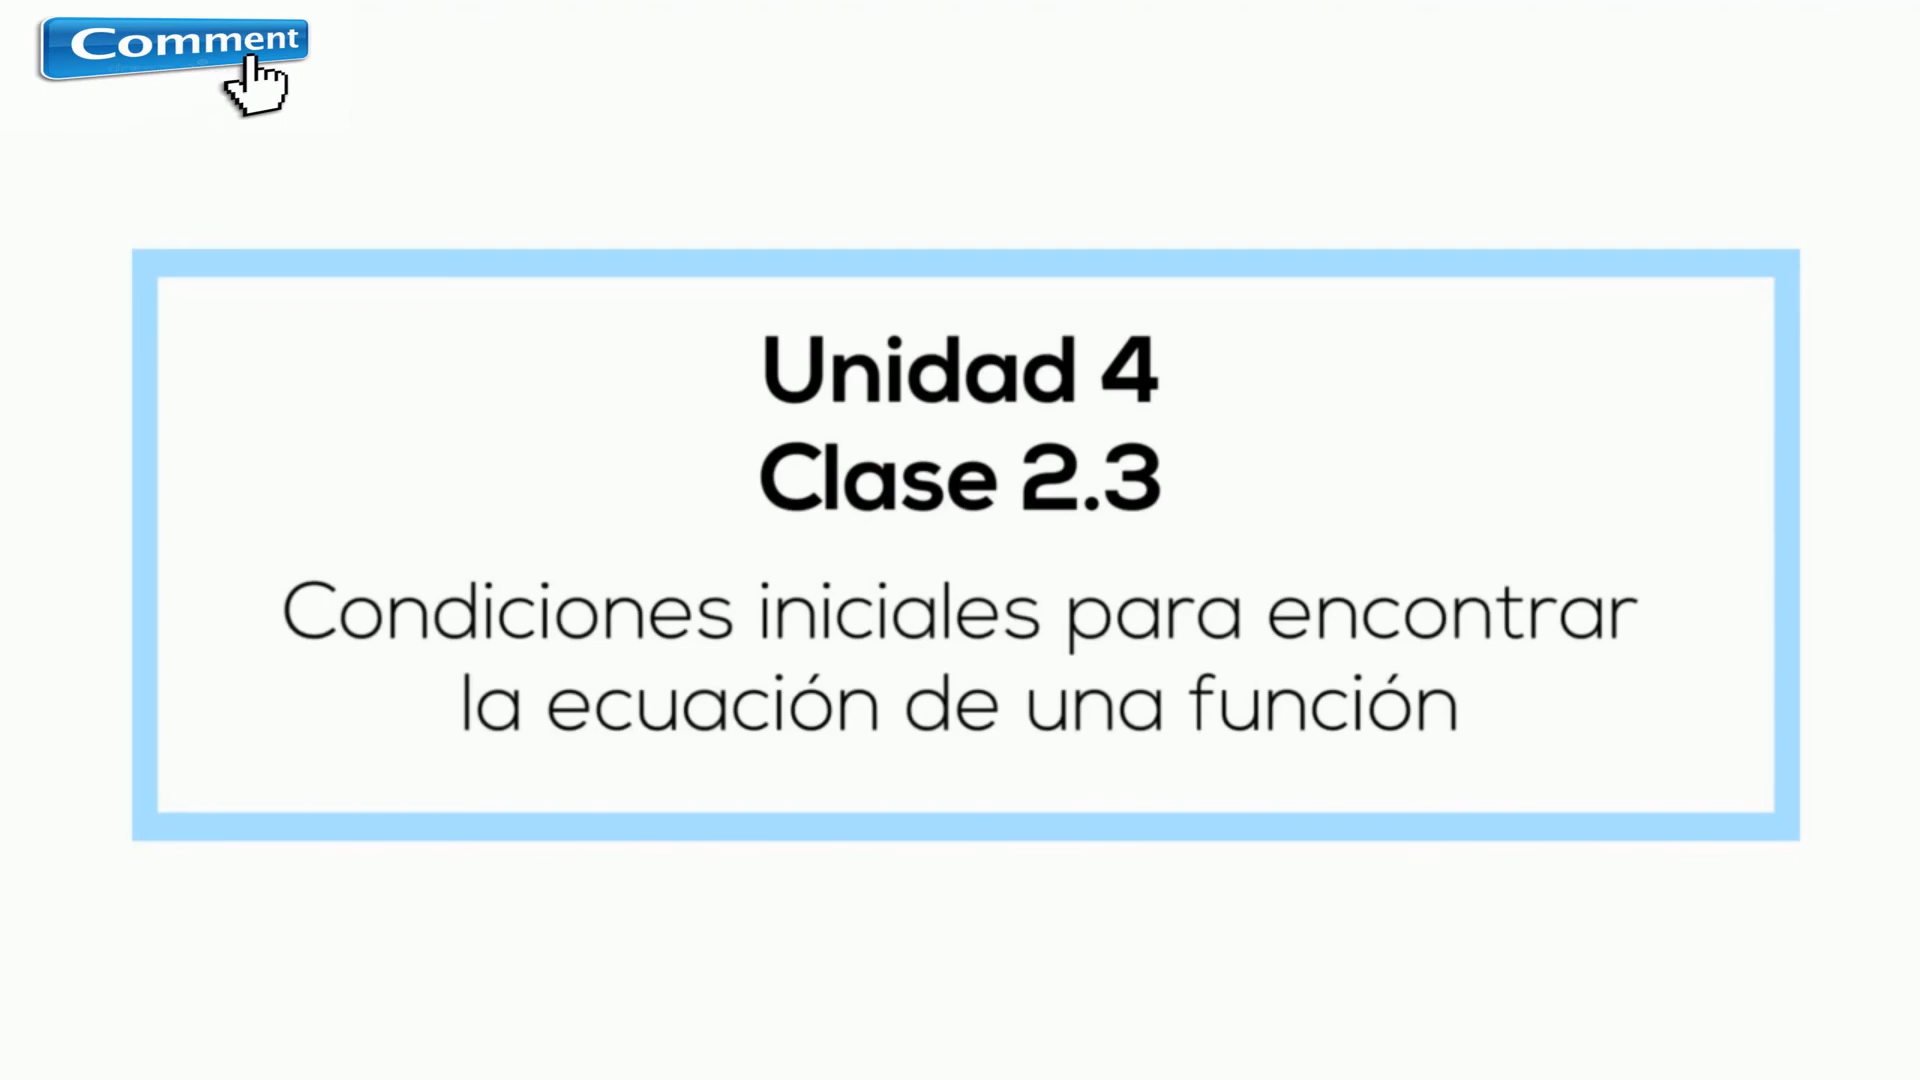 Comment
Unidad 4
Clase 2.3
Condiciones iniciales para encontrar
la ecuación de una función